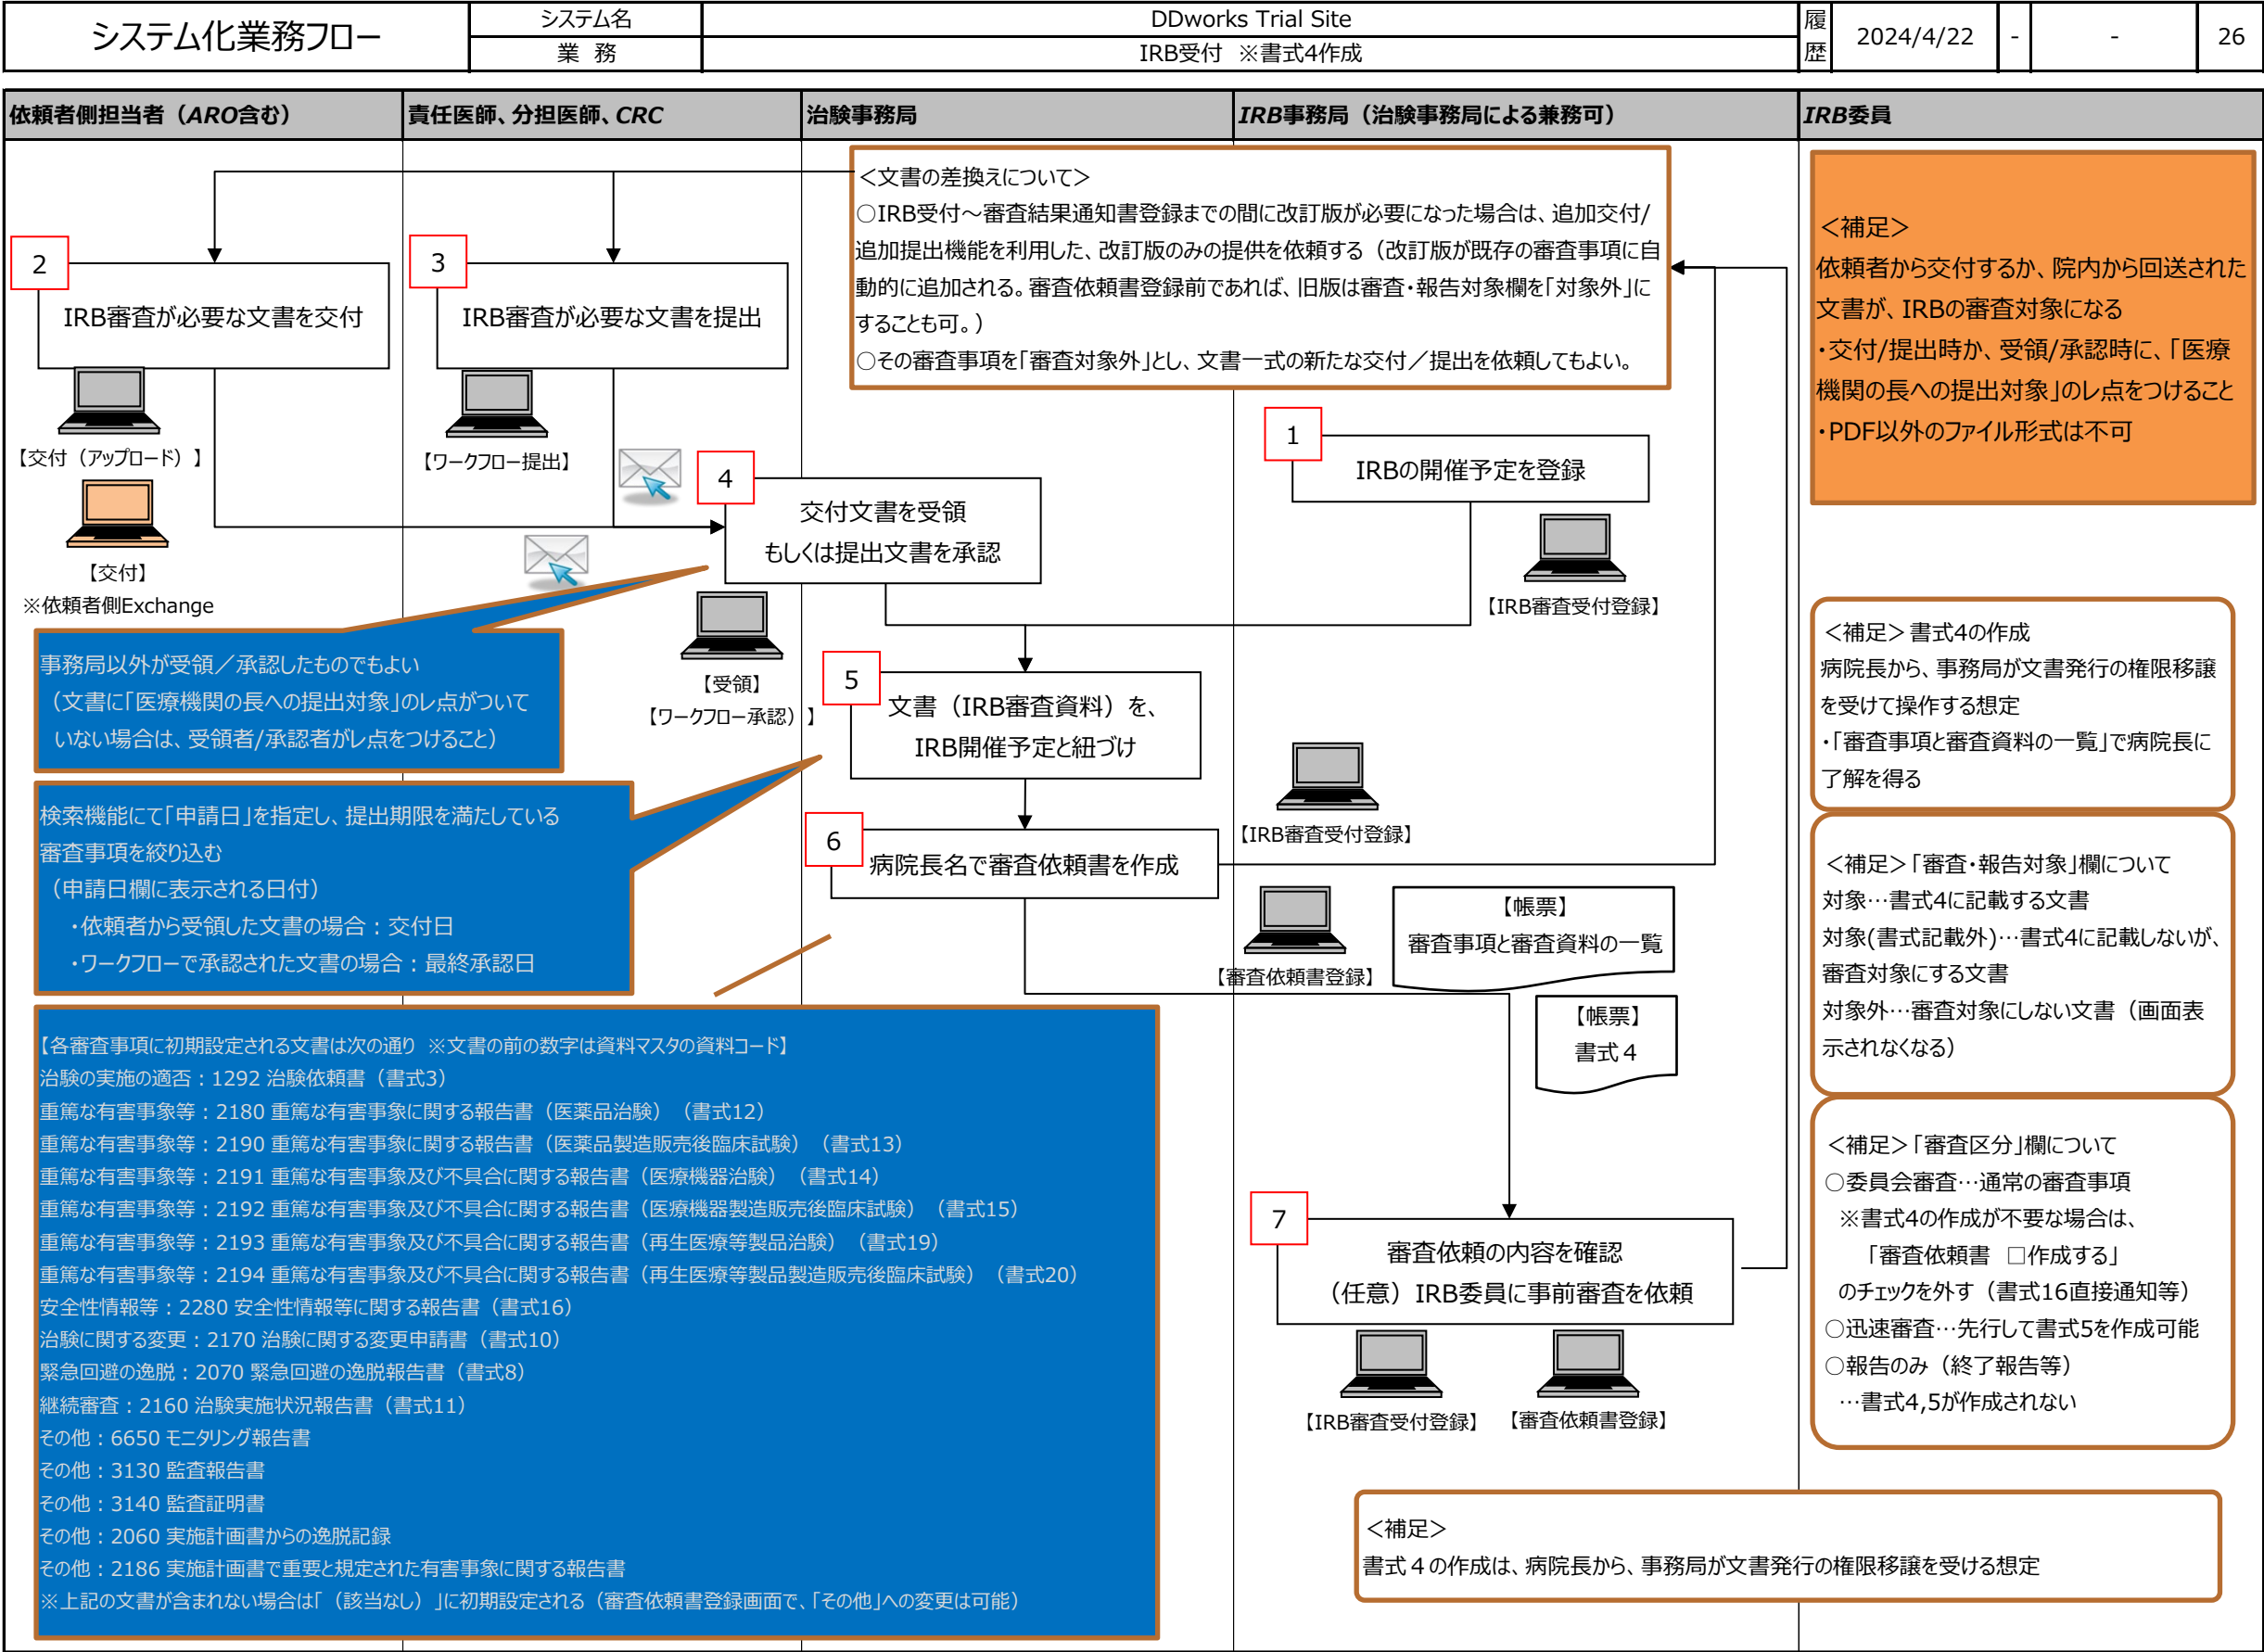 システム化業務フロー
システム名
DDworks Trial Site
業 務
IRB受付 ※書式4作成
履
歴
2024/4/22
-
-
26
依頼者側担当者（ARO含む）
責任医師、分担医師、CRC
治験事務局
IRB事務局（治験事務局による兼務可）
IRB委員
＜文書の差換えについて＞
○IRB受付～審査結果通知書登録までの間に改訂版が必要になった場合は、追加交付/
追加提出機能を利用した、改訂版のみの提供を依頼する（改訂版が既存の審査事項に自
動的に追加される。審査依頼書登録前であれば、旧版は審査・報告対象欄を「対象外」に
することも可。）
○その審査事項を「審査対象外」とし、文書一式の新たな交付／提出を依頼してもよい。
＜補足＞
依頼者から交付するか、院内から回送された
文書が、IRBの審査対象になる
・交付/提出時か、受領/承認時に、「医療
機関の長への提出対象」のレ点をつけること
・PDF以外のファイル形式は不可
2
IRB審査が必要な文書を交付
【交付（アップロード）】
【交付】
※依頼者側Exchange
3
IRB審査が必要な文書を提出
【ワークフロー提出】
1
IRBの開催予定を登録
【IRB審査受付登録】
4
交付文書を受領
もしくは提出文書を承認
【受領】
【ワークフロー承認）】
事務局以外が受領／承認したものでもよい
（文書に「医療機関の長への提出対象」のレ点がついて
いない場合は、受領者/承認者がレ点をつけること）
5
文書（IRB審査資料）を、
IRB開催予定と紐づけ
【IRB審査受付登録】
検索機能にて「申請日」を指定し、提出期限を満たしている
審査事項を絞り込む
（申請日欄に表示される日付）
・依頼者から受領した文書の場合：交付日
・ワークフローで承認された文書の場合：最終承認日
6
病院長名で審査依頼書を作成
【審査依頼書登録】
【帳票】
審査事項と審査資料の一覧
【帳票】
書式４
＜補足＞書式4の作成
病院長から、事務局が文書発行の権限移譲
を受けて操作する想定
・「審査事項と審査資料の一覧」で病院長に
了解を得る
＜補足＞「審査・報告対象」欄について
対象…書式4に記載する文書
対象(書式記載外)…書式4に記載しないが、
審査対象にする文書
対象外…審査対象にしない文書（画面表
示されなくなる）
＜補足＞「審査区分」欄について
○委員会審査…通常の審査事項
※書式4の作成が不要な場合は、
「審査依頼書 □作成する」
のチェックを外す（書式16直接通知等）
○迅速審査…先行して書式5を作成可能
○報告のみ（終了報告等）
…書式4,5が作成されない
【各審査事項に初期設定される文書は次の通り ※文書の前の数字は資料マスタの資料コード】
治験の実施の適否：1292 治験依頼書（書式3）
重篤な有害事象等：2180 重篤な有害事象に関する報告書（医薬品治験）（書式12）
重篤な有害事象等：2190 重篤な有害事象に関する報告書（医薬品製造販売後臨床試験）（書式13）
重篤な有害事象等：2191 重篤な有害事象及び不具合に関する報告書（医療機器治験）（書式14）
重篤な有害事象等：2192 重篤な有害事象及び不具合に関する報告書（医療機器製造販売後臨床試験）（書式15）
重篤な有害事象等：2193 重篤な有害事象及び不具合に関する報告書（再生医療等製品治験）（書式19）
重篤な有害事象等：2194 重篤な有害事象及び不具合に関する報告書（再生医療等製品製造販売後臨床試験）（書式20）
安全性情報等：2280 安全性情報等に関する報告書（書式16）
治験に関する変更：2170 治験に関する変更申請書（書式10）
緊急回避の逸脱：2070 緊急回避の逸脱報告書（書式8）
継続審査：2160 治験実施状況報告書（書式11）
その他：6650 モニタリング報告書
その他：3130 監査報告書
その他：3140 監査証明書
その他：2060 実施計画書からの逸脱記録
その他：2186 実施計画書で重要と規定された有害事象に関する報告書
※上記の文書が含まれない場合は「（該当なし）」に初期設定される（審査依頼書登録画面で、「その他」への変更は可能）
7
審査依頼の内容を確認
（任意）IRB委員に事前審査を依頼
【IRB審査受付登録】
【審査依頼書登録】
＜補足＞
書式４の作成は、病院長から、事務局が文書発行の権限移譲を受ける想定